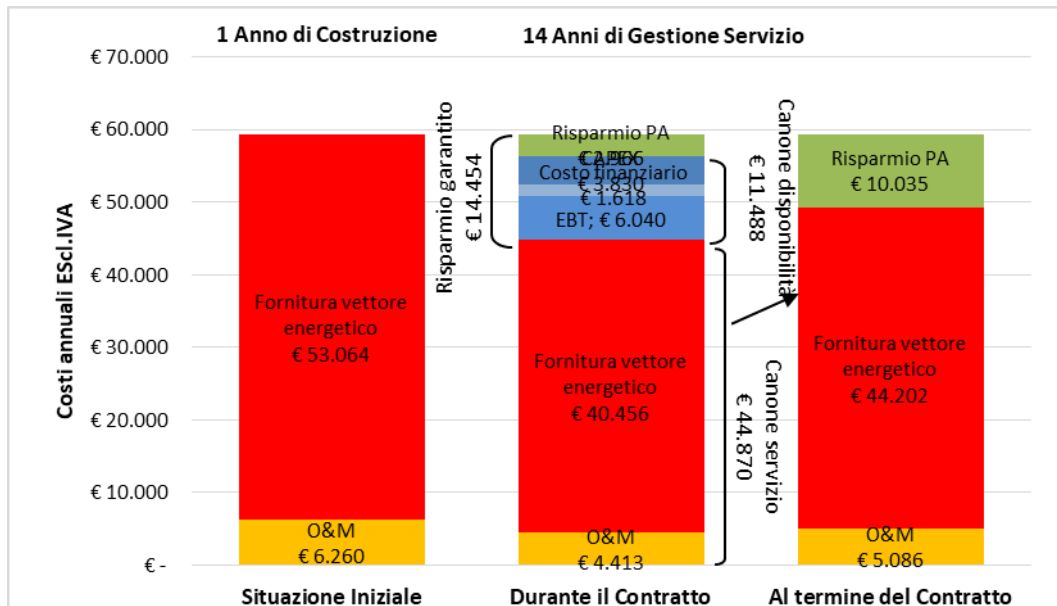 1 Anno di Costruzione
14 Anni di Gestione Servizio
Costi annuali EScl.IVA
€ 70.000
€ 60.000
€ 50.000
€ 40.000
€ 30.000
€ 20.000
€ 10.000
€ -
Fornitura vettore
energetico
€ 53.064
O&M
€ 6.260
Situazione Iniziale
Risparmio garantito
€ 14.454
Risparmio PA
€ 2.966
CAPEX
€ 3.830
Costo finanziario
€ 1.618
EBT; € 6.040
Fornitura vettore
energetico
€ 40.456
O&M
€ 4.413
Durante il Contratto
Canone disponibilità
€ 11.488
Canone servizio
€ 44.870
Risparmio PA
€ 10.035
Fornitura vettore
energetico
€ 44.202
O&M
€ 5.086
Al termine del Contratto